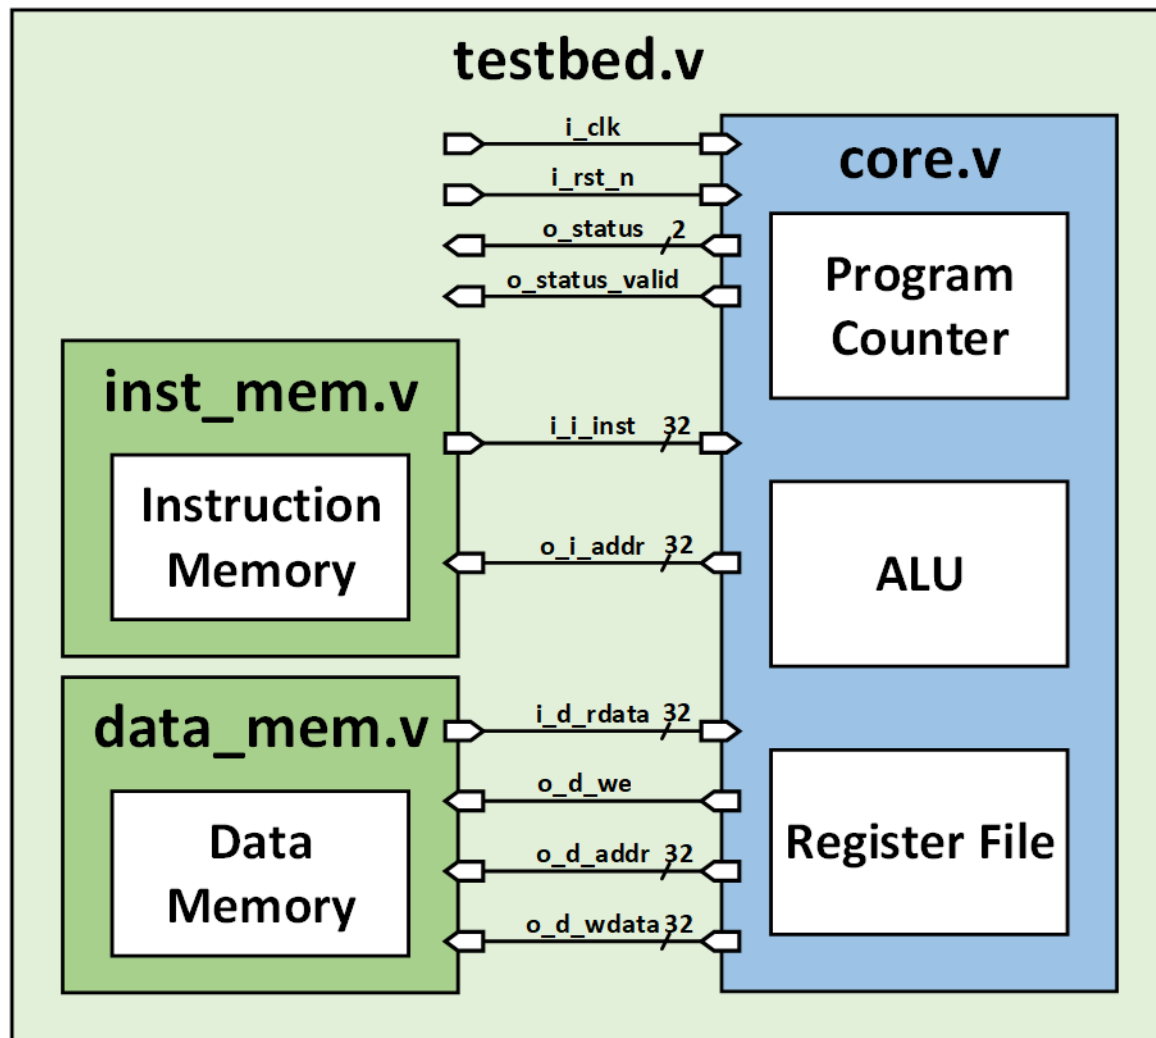 testbed.v
i_clk
i_rst_n
o_status 2
o_status_valid
core.v
Program
Counter
inst_mem.v
Instruction
Memory
i_i_inst 32
o_i_addr 32
ALU
data_mem.v
Data
Memory
i_d_rdata 32
o_d_we
o_d_addr 32
o_d_wdata 32
Register File